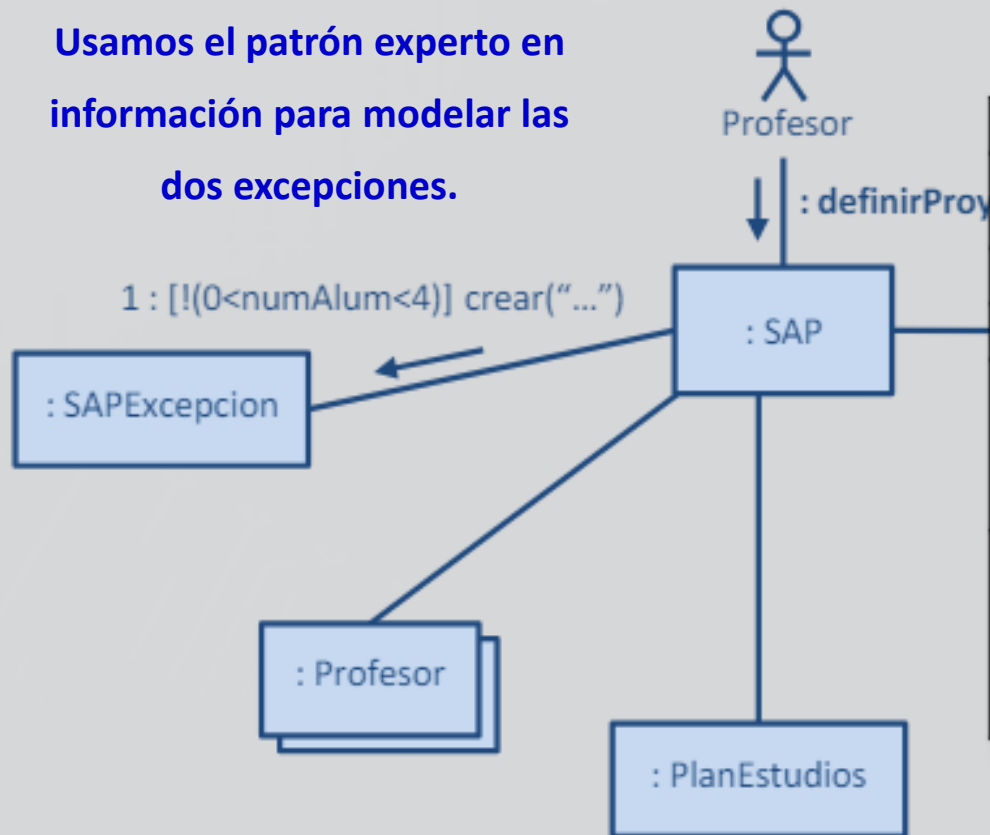 Usamos el patrón experto en
información para modelar las
dos excepciones.
Profesor
: definirProy
1 : [!(0<numAlum<4)] crear(“...”)
: SAP
: SAPExcepcion
: Profesor
: PlanEstudios